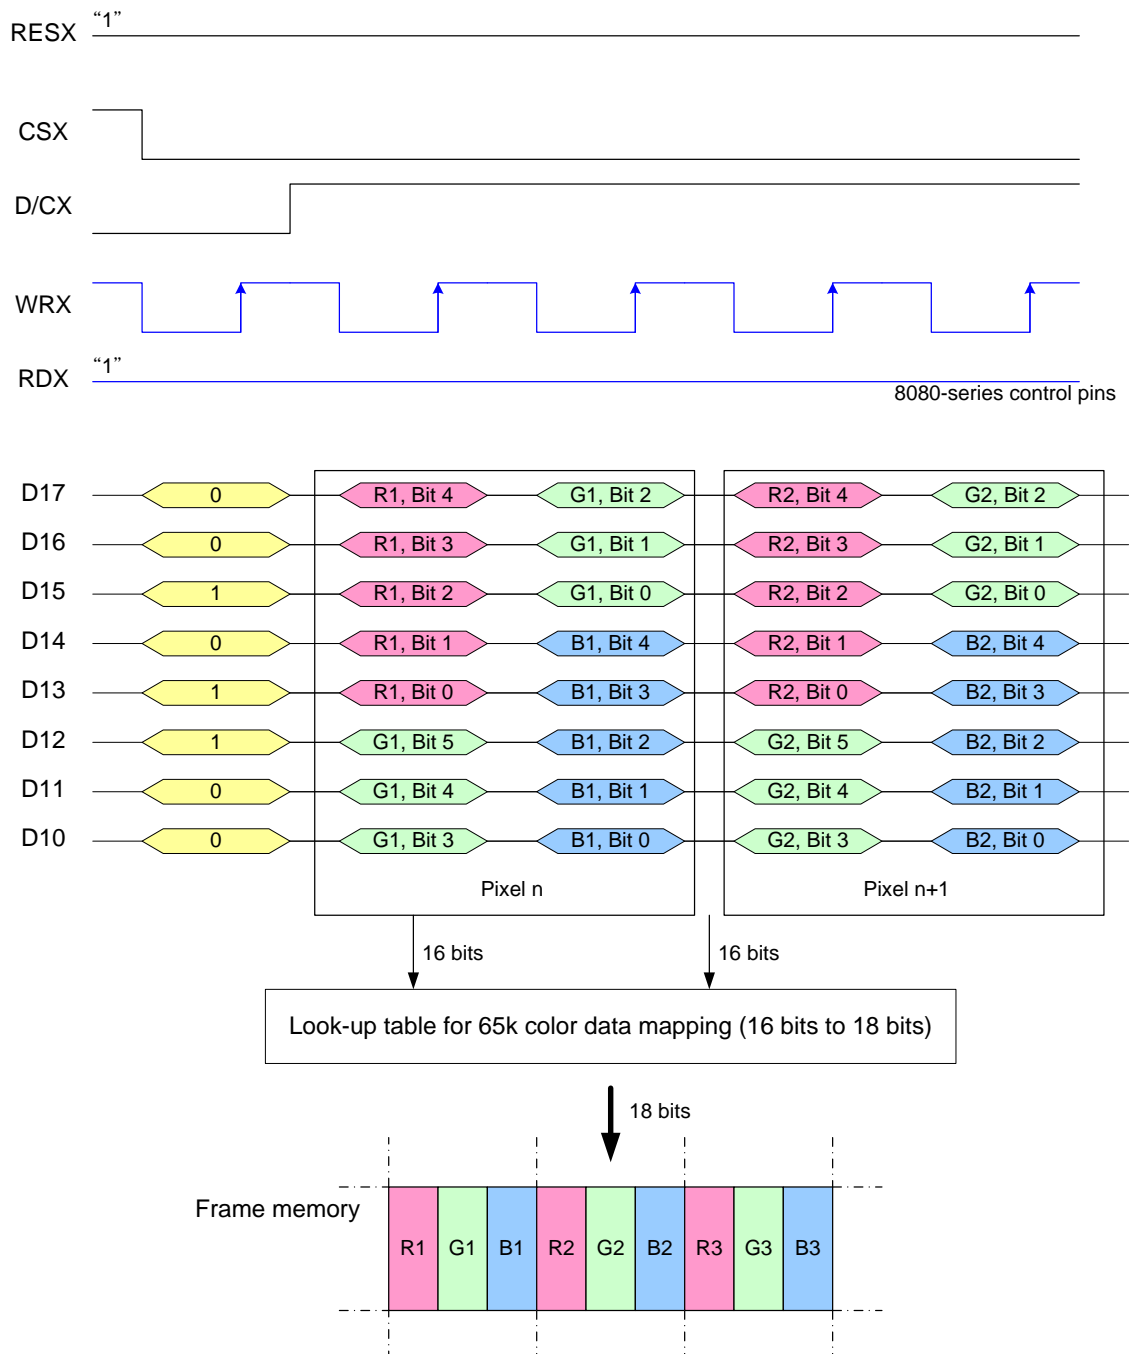 RESX “1”
CSX
D/CX
WRX
RDX “1”
8080-series control pins
D17 0 R1, Bit 4 G1, Bit 2 R2, Bit 4 G2, Bit 2
D16 0 R1, Bit 3 G1, Bit 1 R2, Bit 3 G2, Bit 1
D15 1 R1, Bit 2 G1, Bit 0 R2, Bit 2 G2, Bit 0
D14 0 R1, Bit 1 B1, Bit 4 R2, Bit 1 B2, Bit 4
D13 1 R1, Bit 0 B1, Bit 3 R2, Bit 0 B2, Bit 3
D12 1 G1, Bit 5 B1, Bit 2 G2, Bit 5 B2, Bit 2
D11 0 G1, Bit 4 B1, Bit 1 G2, Bit 4 B2, Bit 1
D10 0 G1, Bit 3 B1, Bit 0 G2, Bit 3 B2, Bit 0
Pixel n Pixel n+1
16 bits 16 bits
Look-up table for 65k color data mapping (16 bits to 18 bits)
18 bits
Frame memory
R1 G1 B1 R2 G2 B2 R3 G3 B3